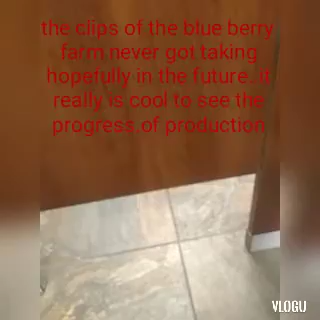 the clips of the blue berry
farm never got taking
hopefully in the future. it
really is cool to see the
progress of production
VLOGU